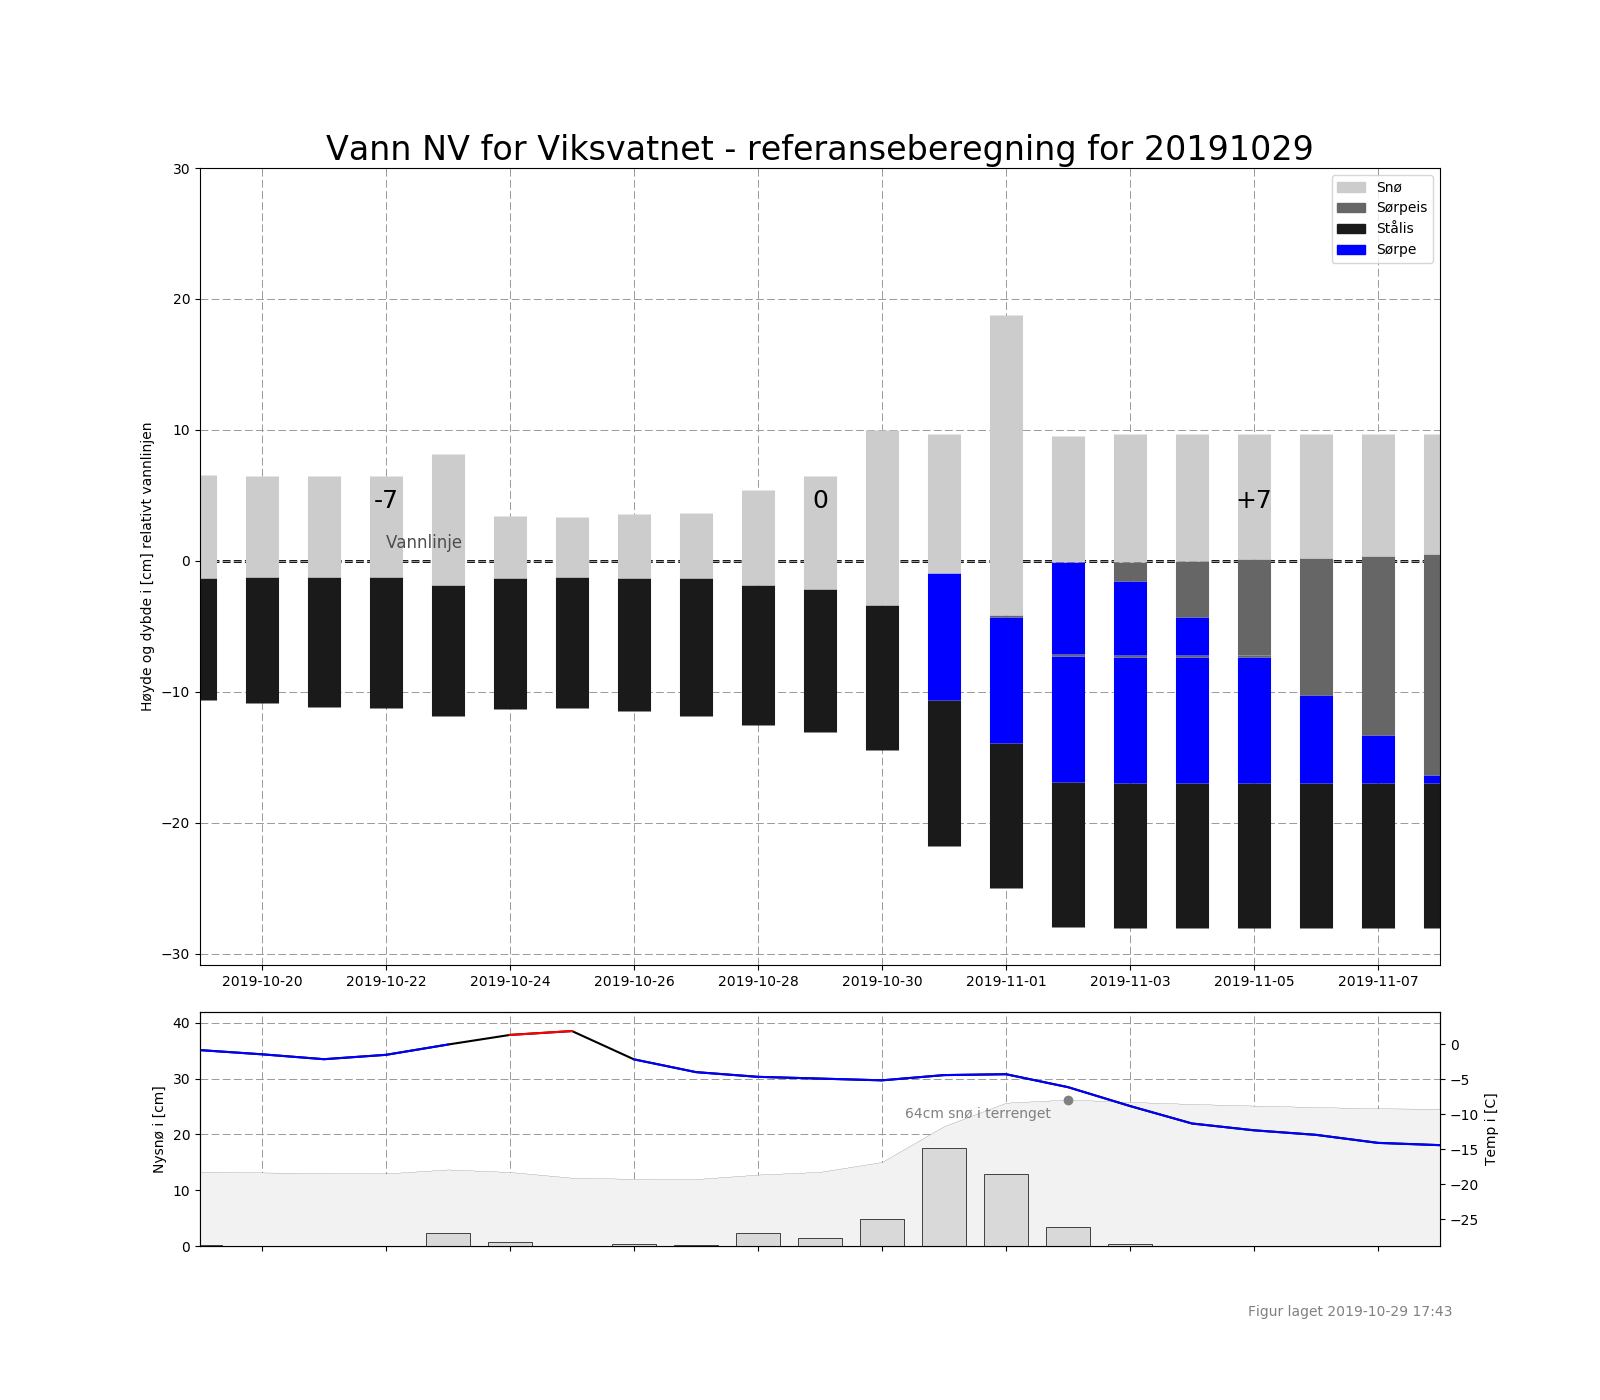 Vann NV for Viksvatnet - referanseberegning for 20191029
Høyde og dybde i [cm] relativt vannlinjen
30
20
10
0
−10
−20
−30
Snø
Sørpeis
Stålis
Sørpe
-7
0
+7
Vannlinje
2019-10-20
2019-10-22
2019-10-24
2019-10-26
2019-10-28
2019-10-30
2019-11-01
2019-11-03
2019-11-05
2019-11-07
Nysnø i [cm]
40
30
20
10
0
64cm snø i terrenget
0
−5
−10
−15
−20
−25
Temp i [C]
Figur laget 2019-10-29 17:43